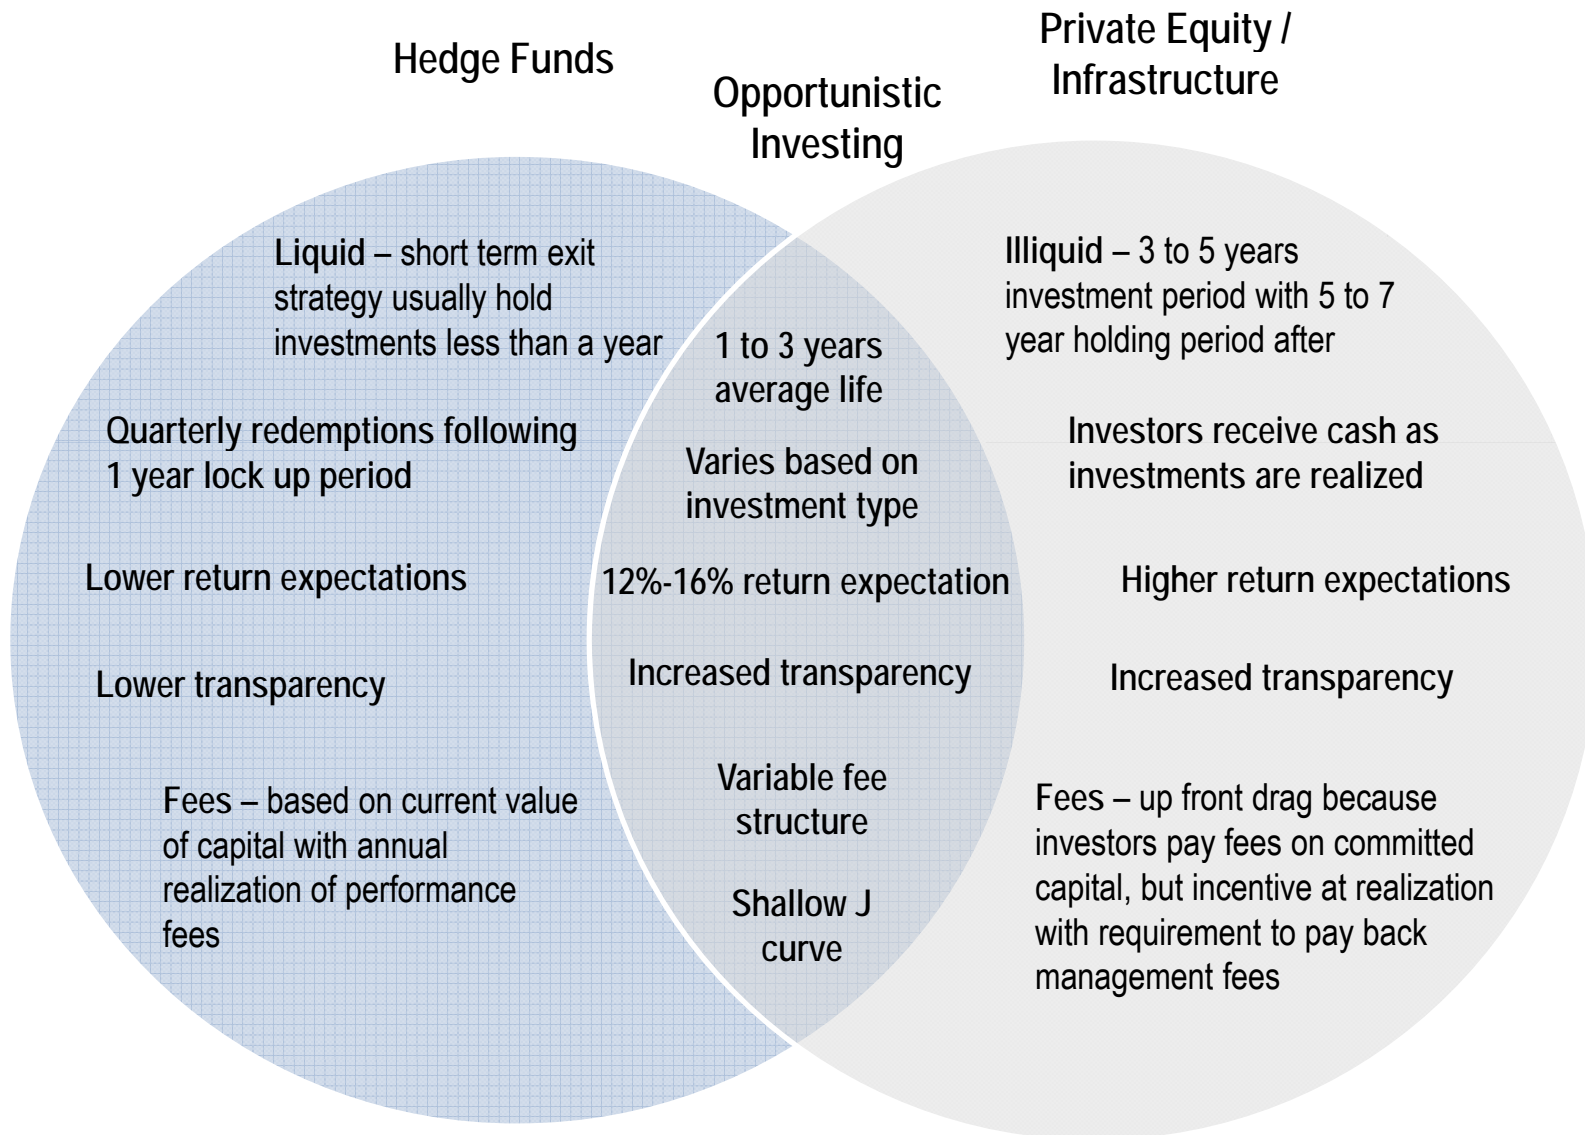 Hedge Funds
Opportunistic
Investing
Private Equity /
Infrastructure
Liquid – short term exit
strategy usually hold
investments less than a year
Quarterly redemptions following
1 year lock up period
Lower return expectations
Lower transparency
Fees – based on current value
of capital with annual
realization of performance
fees
1 to 3 years
average life
Varies based on
investment type
12%-16% return expectation
Increased transparency
Variable fee
structure
Shallow J
curve
Illiquid – 3 to 5 years
investment period with 5 to 7
year holding period after
Investors receive cash as
investments are realized
Higher return expectations
Increased transparency
Fees – up front drag because
investors pay fees on committed
capital, but incentive at realization
with requirement to pay back
management fees